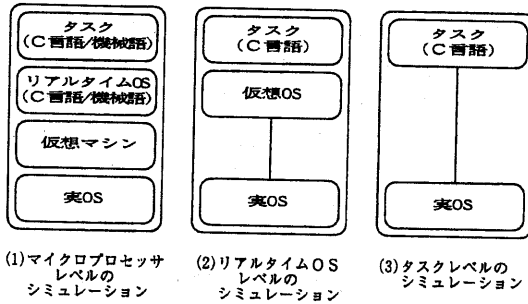 タスク
(C言語/機械語)
リアルタイムOS
(C言語/機械語)
仮想マシン
実OS
(1)マイクロプロセッサ
レベルの
シミュレーション
タスク
(C言語)
仮想OS
実OS
(2)リアルタイムOS
レベルの
シミュレーション
タスク
(C言語)
実OS
(3)タスクレベルの
シミュレーション